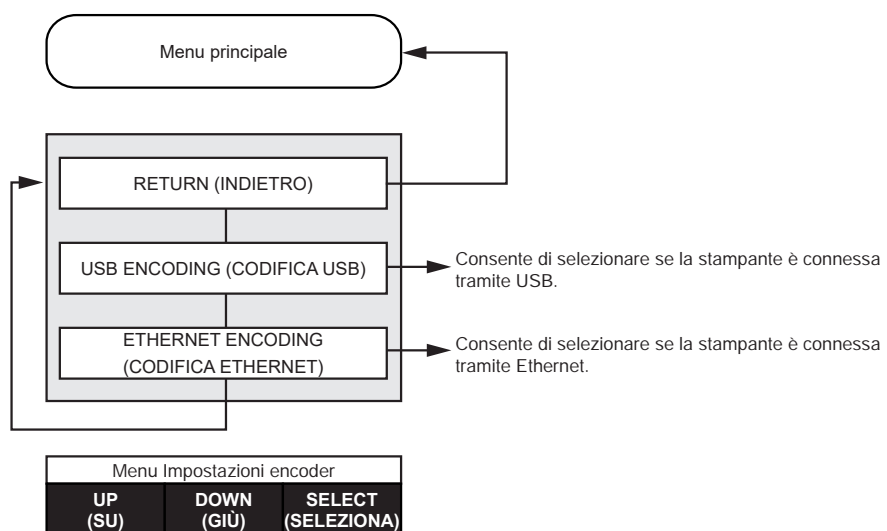 Menu principale
RETURN (INDIETRO)
USB ENCODING (CODIFICA USB)
Consente di selezionare se la stampante è connessa
tramite USB.
ETHERNET ENCODING
(CODIFICA ETHERNET)
Consente di selezionare se la stampante è connessa
tramite Ethernet.
Menu Impostazioni encoder
UP
(SU)
DOWN
(GIÙ)
SELECT
(SELEZIONA)